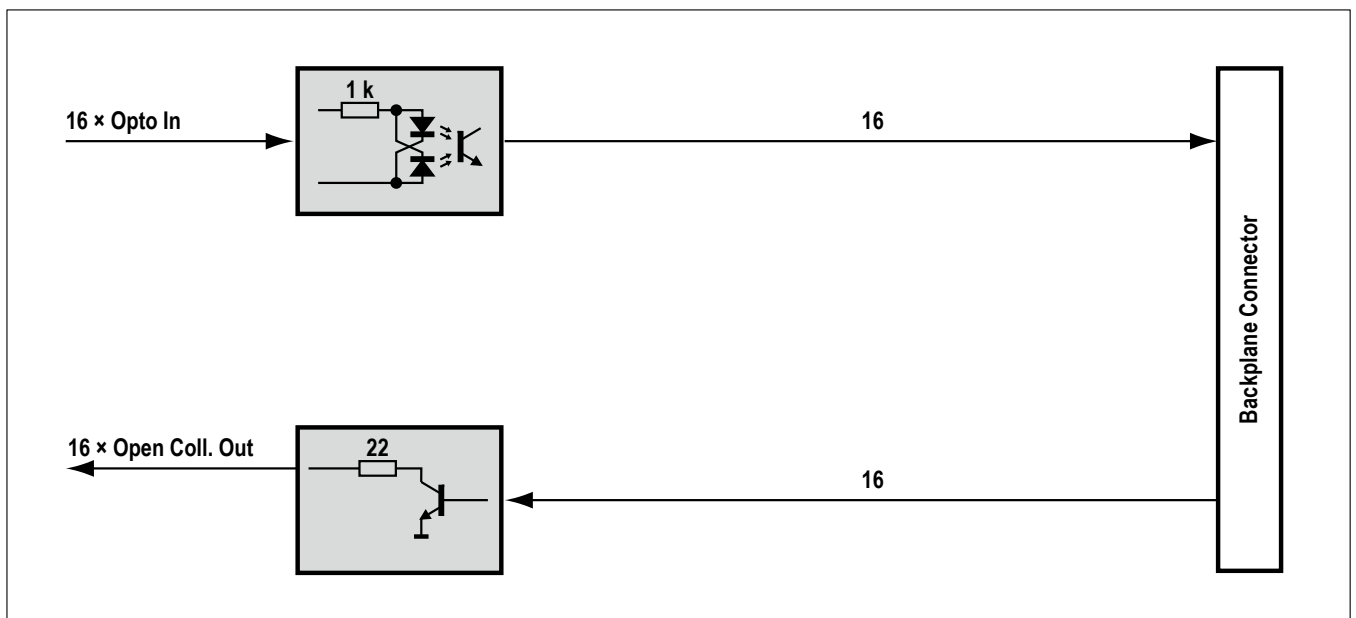 1 k
16 × Opto In
16
Backplane Connector
16 × Open Coll. Out
22
16